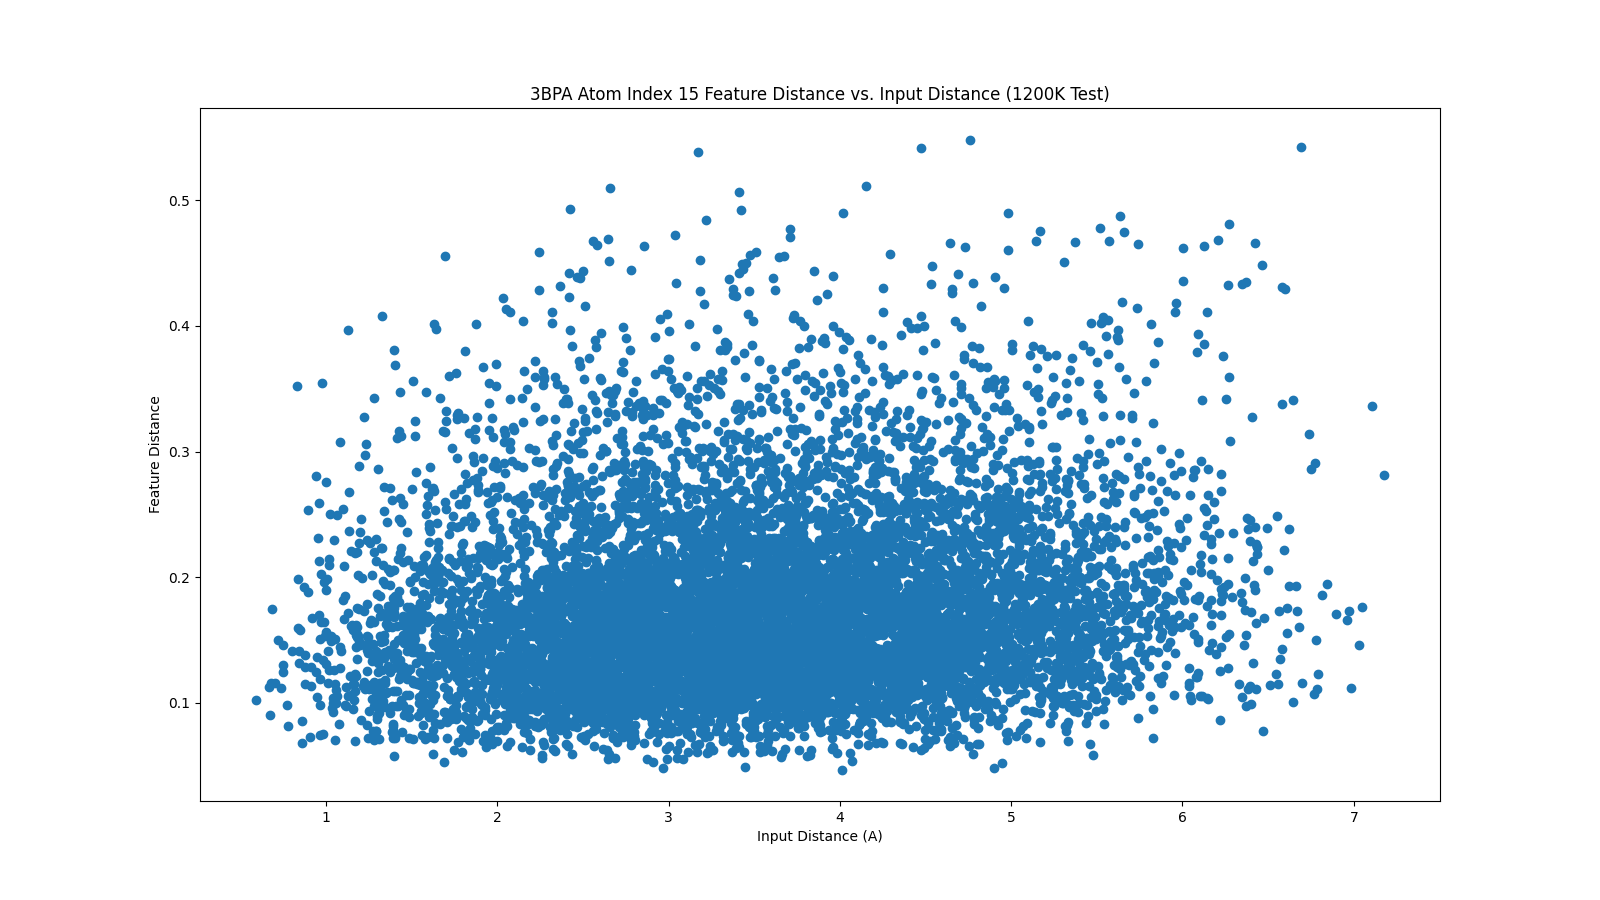 3BPA Atom Index 15 Feature Distance vs. Input Distance (1200K Test)
0.5
0.4
0.3
0.2
0.1
Feature Distance
1 2 3 4 5 6 7
Input Distance (A)